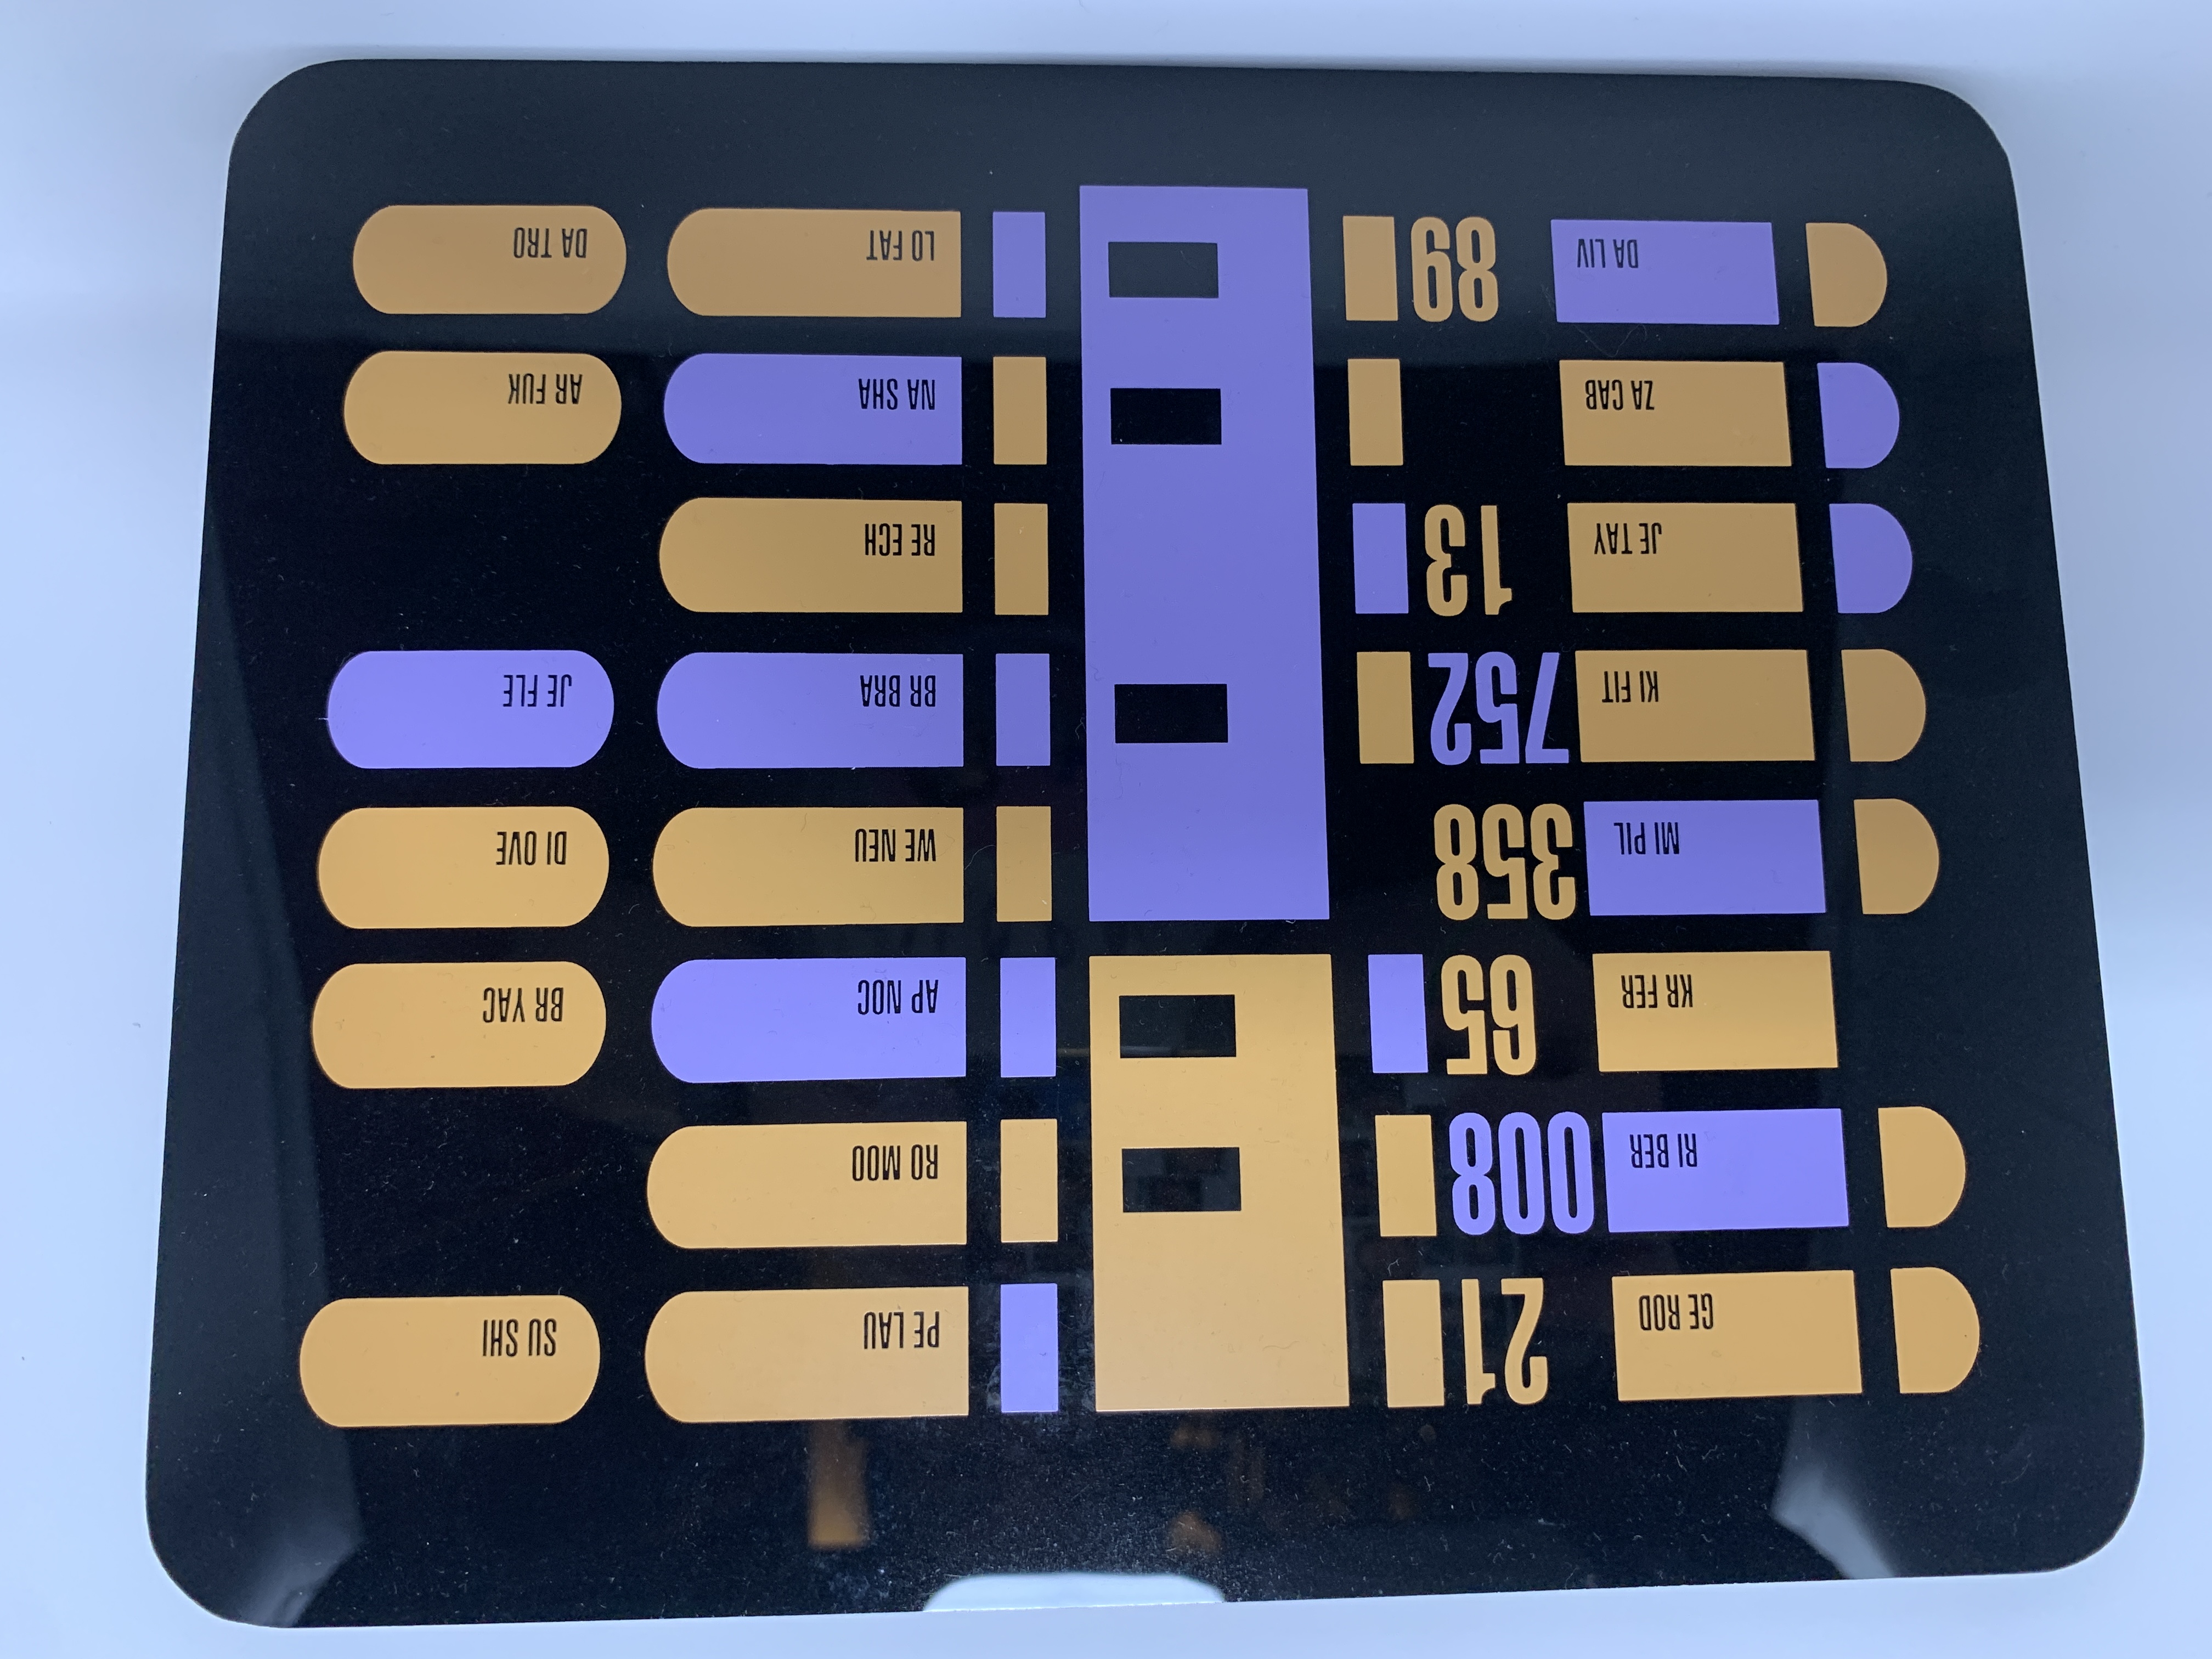 GE ROD 21 PE LAU SU SHI
RI BER 008 RO MOO
KR FER 65 AP NOC BR YAC
MI PIL 358 WE NEU DI OVE
KI FIT 752 BR BRA JE FLE
JE TAY 13 RE ECH
ZA CAB NA SHA AR FUK
DA LIV 89 LO FAT DA TRO